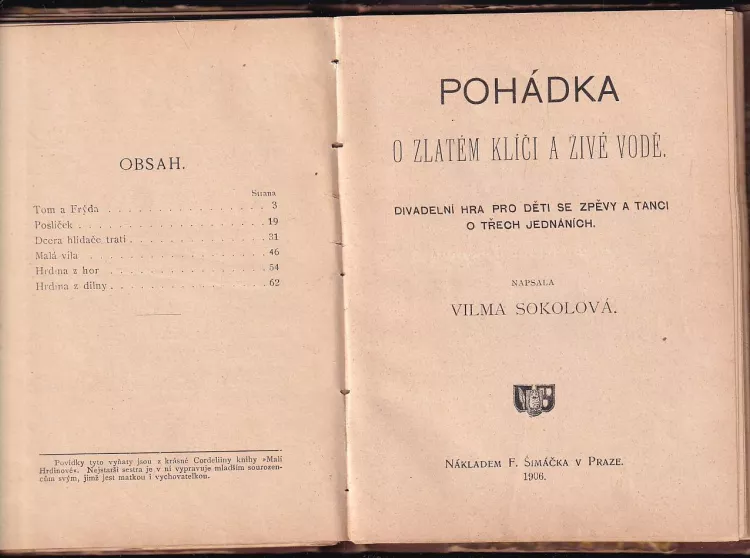 OBSAH.
Strana
Tom a Frýda . . . . . . . . . . . . . . . 3
Poslíček . . . . . . . . . . . . . . . . 19
Dcera hlídače trati . . . . . . . . . . . . 31
Malá víla . . . . . . . . . . . . . . . . 46
Hrdina z hor . . . . . . . . . . . . . . 54
Hrdina z dílny . . . . . . . . . . . . . . 62
Povídky tyto vyňaty jsou z krásné Cordeliiny knihy »Malí
Hrdinové«. Nejstarší sestra je v ní vypravuje mladším sourozen-
cům svým, jimž jest matkou i vychovatelkou.
POHÁDKA
O ZLATÉM KLÍČI A ŽIVÉ VODĚ.
DIVADELNÍ HRA PRO DĚTI SE ZPĚVY A TANCI
O TŘECH JEDNÁNÍCH.
NAPSALA
VILMA SOKOLOVÁ.
NÁKLADEM F. ŠIMÁČKA V PRAZE.
1906.